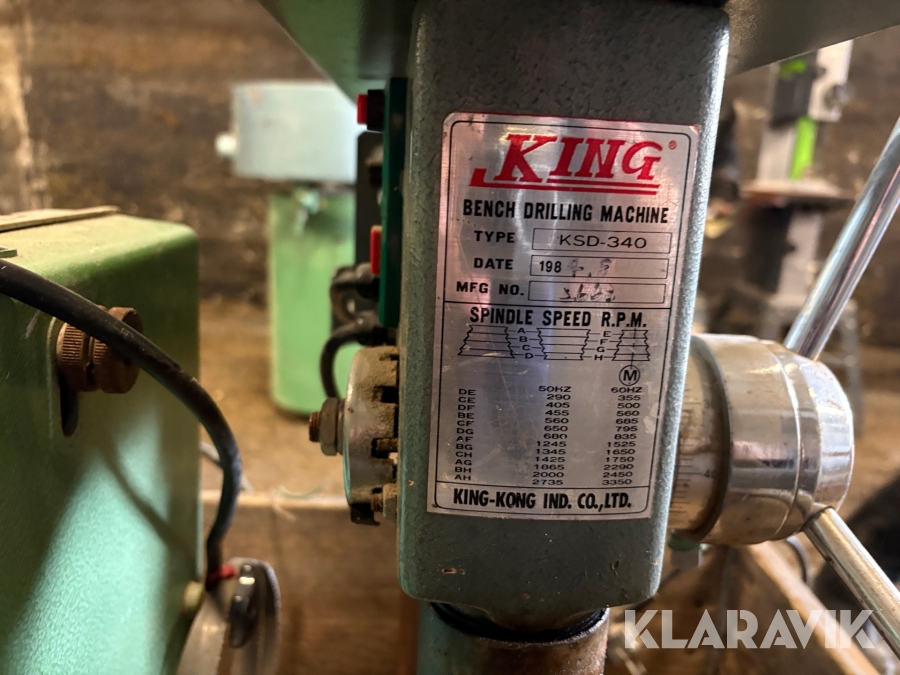 KING®
BENCH DRILLING MACHINE
TYPE KSD-340
DATE 198
MFG NO.
SPINDLE SPEED R.P.M.
A E
B F
C G
D H
M
50HZ 60HZ
DE 290 355
CE 405 500
DF 455 560
BE 560 685
CF 650 795
DG 680 835
AF 1245 1525
BG 1345 1650
CH 1425 1750
AG 1865 2290
BH 2000 2450
AH 2735 3350
KING-KONG IND. CO.,LTD.
KLARAVIK